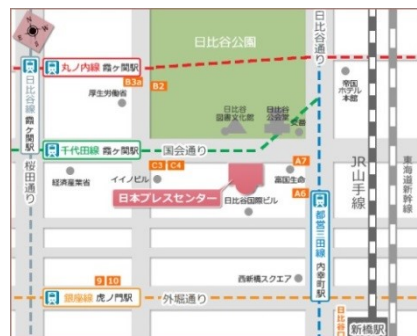 日比谷公園
日比谷通り
丸ノ内線 霞ヶ関駅
B3a
B2
厚生労働省
帝国
ホテル
本館
日比谷
図書文化館
日比谷
公会堂
日比谷線 霞ヶ関駅
桜田通り
千代田線 霞ヶ関駅
国会通り
C3
C4
A7
経済産業省
イイノビル
富国生命
日本プレスセンター
A6
日比谷国際ビル
JR山手線
東海道新幹線
都営三田線 内幸町駅
西新橋スクエア
9
10
銀座線 虎ノ門駅
外堀通り
日比谷口
新橋駅